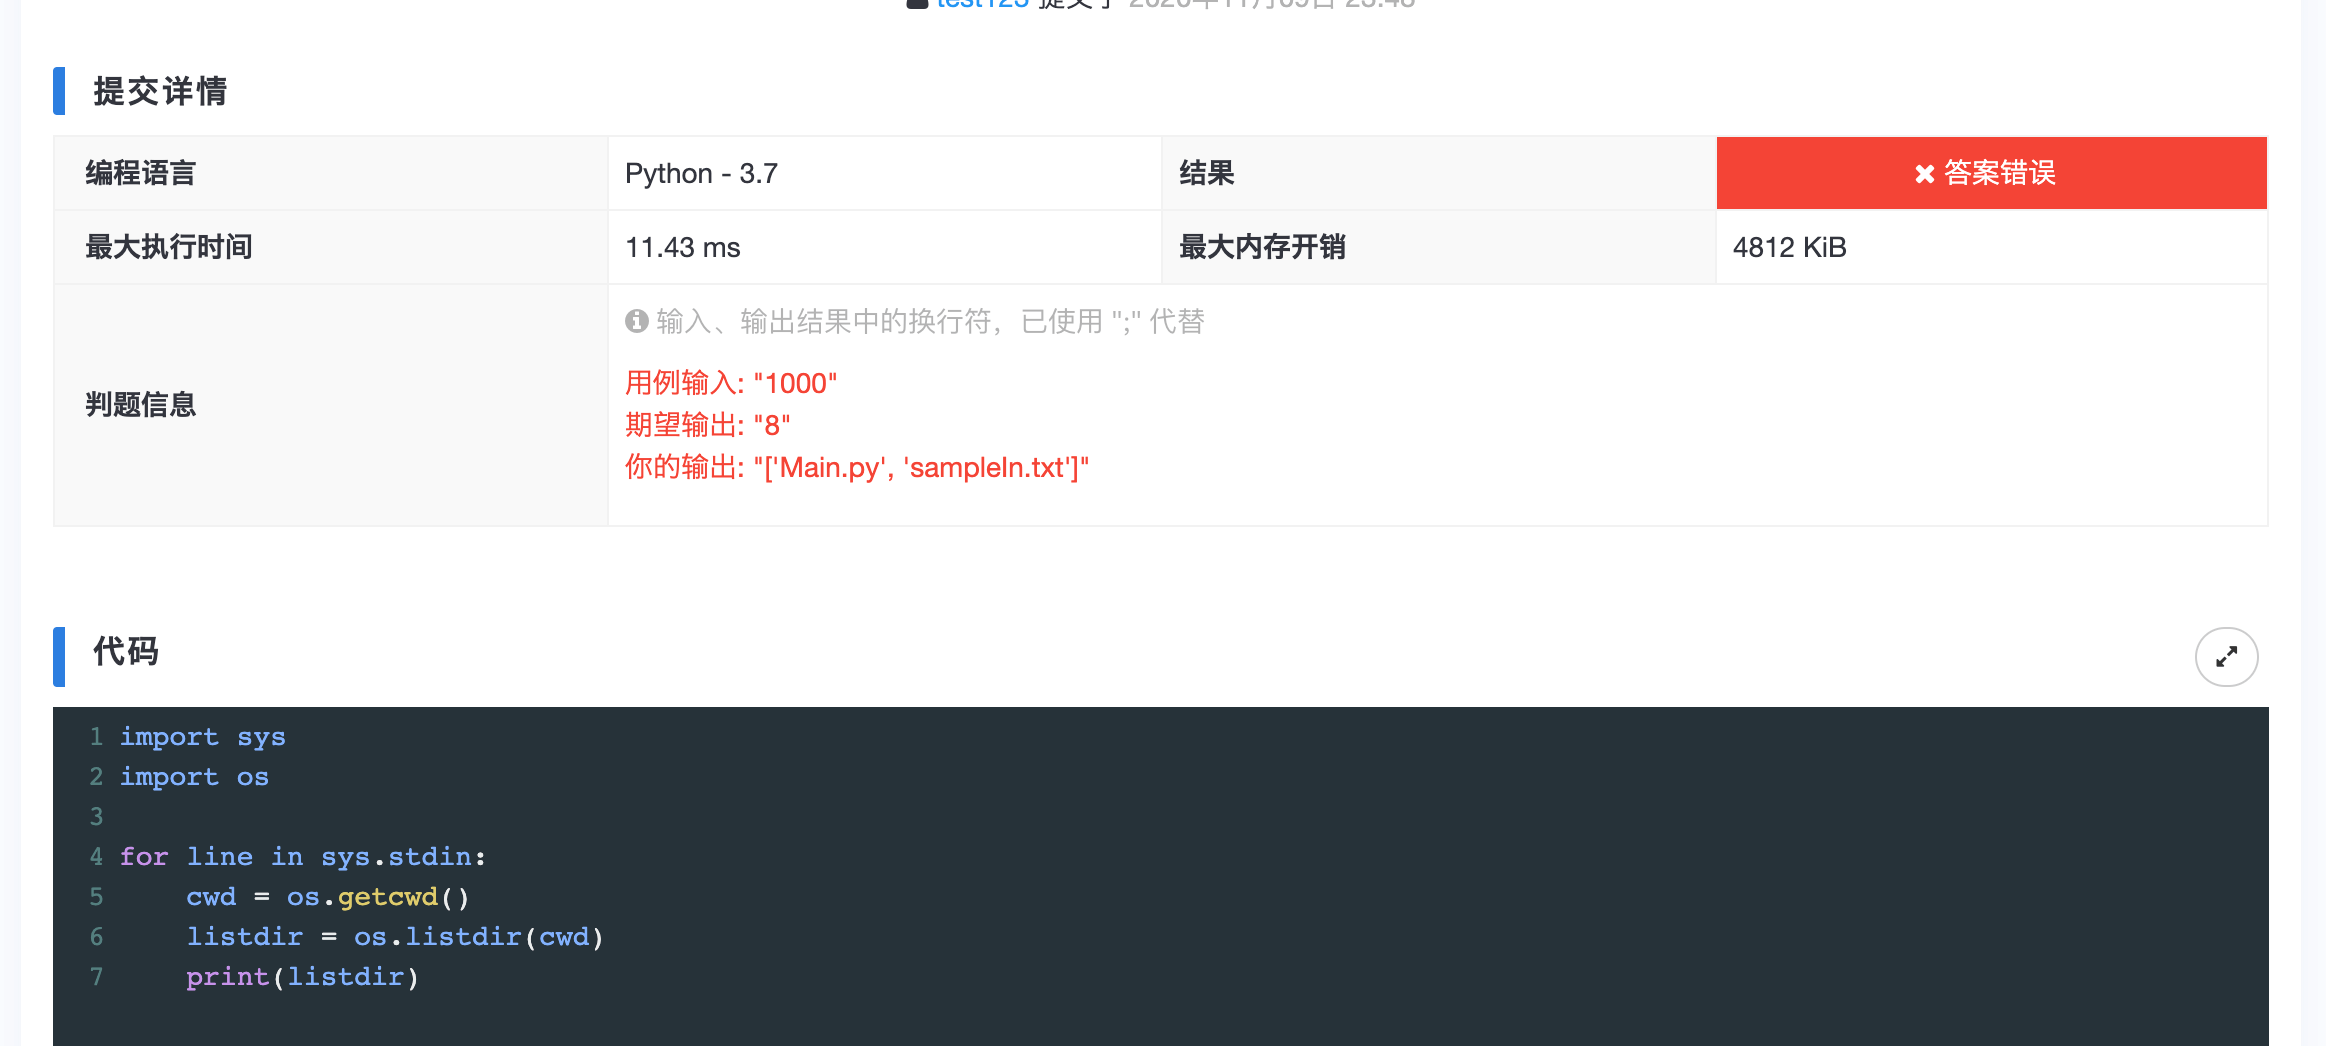 提交详情
编程语言 Python - 3.7 结果 答案错误
最大执行时间 11.43 ms 最大内存开销 4812 KiB
输入、输出结果中的换行符，已使用 ";" 代替
用例输入: "1000"
期望输出: "8"
判题信息
你的输出: "['Main.py', 'sampleIn.txt']"
代码
1 import sys
2 import os
3
4 for line in sys.stdin:
5     cwd = os.getcwd()
6     listdir = os.listdir(cwd)
7     print(listdir)